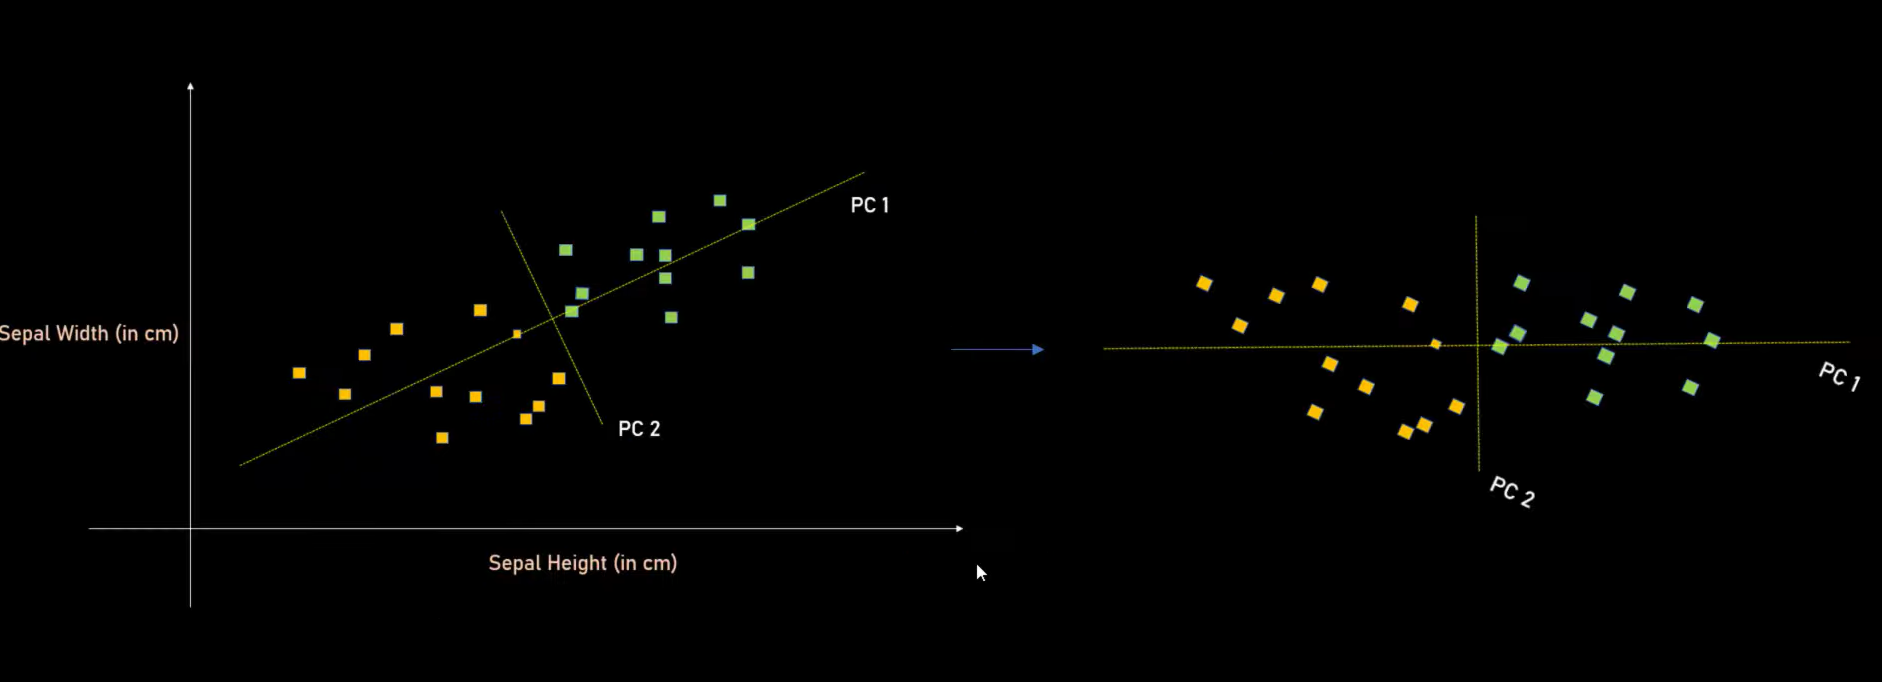 PC 1
Sepal Width (in cm)
PC 2
Sepal Height (in cm)
PC 1
PC 2